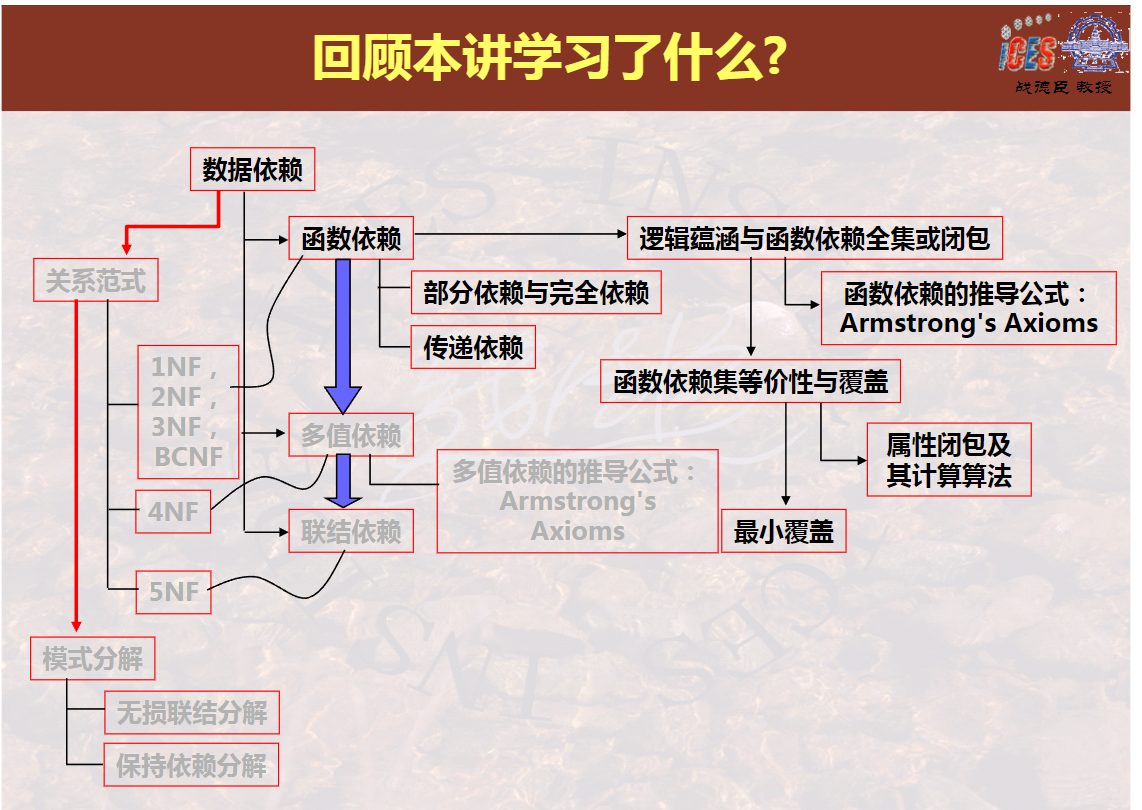 回顾本讲学习了什么?
iCES
战德臣 教授
数据依赖
函数依赖
逻辑蕴涵与函数依赖全集或闭包
关系范式
部分依赖与完全依赖
函数依赖的推导公式：
Armstrong's Axioms
传递依赖
1NF，
2NF，
3NF，
BCNF
函数依赖集等价性与覆盖
多值依赖
属性闭包及
其计算算法
多值依赖的推导公式：
Armstrong's
Axioms
4NF
联结依赖
最小覆盖
5NF
模式分解
无损联结分解
保持依赖分解